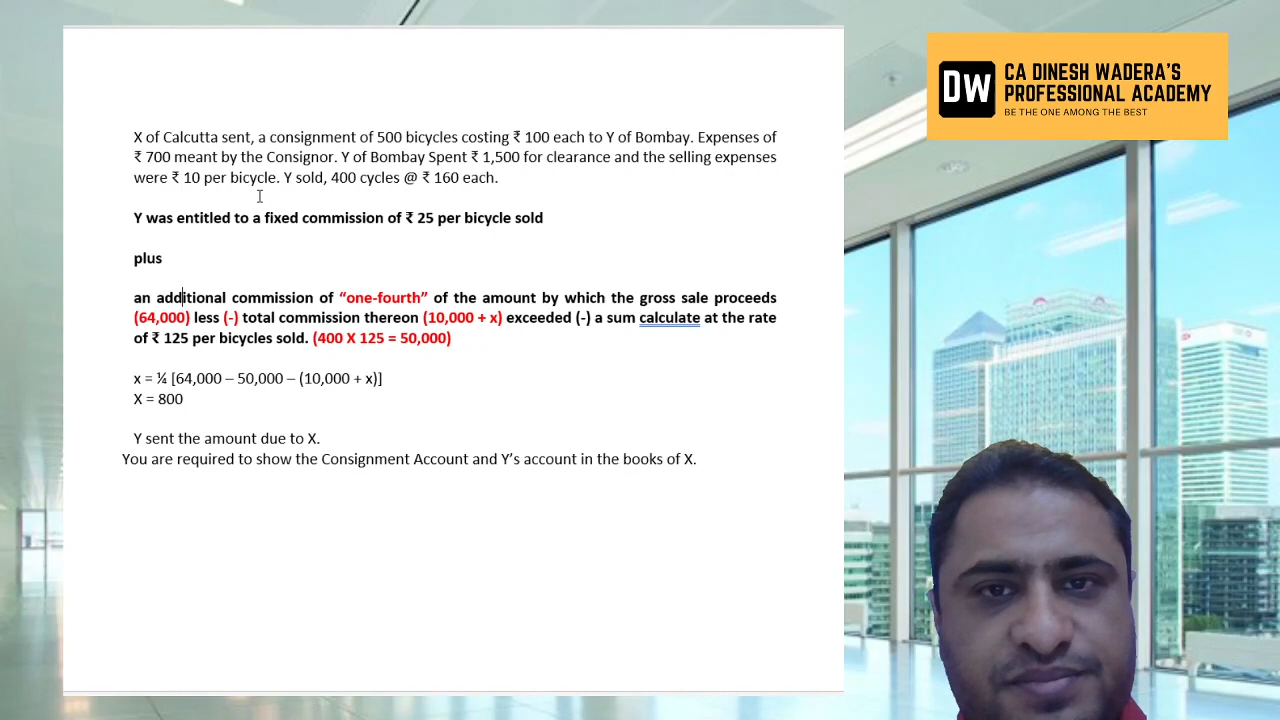 X of Calcutta sent, a consignment of 500 bicycles costing ₹ 100 each to Y of Bombay. Expenses of
₹ 700 meant by the Consignor. Y of Bombay Spent ₹ 1,500 for clearance and the selling expenses
were ₹ 10 per bicycle. Y sold, 400 cycles @ ₹ 160 each.
Y was entitled to a fixed commission of ₹ 25 per bicycle sold
plus
an additional commission of “one-fourth” of the amount by which the gross sale proceeds
(64,000) less (-) total commission thereon (10,000 + x) exceeded (-) a sum calculate at the rate
of ₹ 125 per bicycles sold. (400 X 125 = 50,000)
x = ¼ [64,000 – 50,000 – (10,000 + x)]
X = 800
Y sent the amount due to X.
You are required to show the Consignment Account and Y’s account in the books of X.
DW
CA DINESH WADERA'S
PROFESSIONAL ACADEMY
BE THE ONE AMONG THE BEST